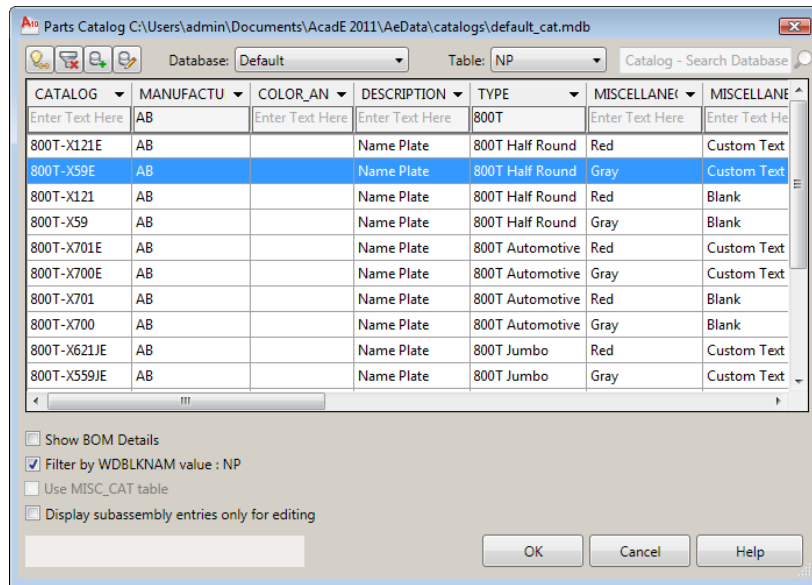 A10 Parts Catalog C:\Users\admin\Documents\AcadE 2011\AeData\catalogs\default_cat.mdb
Database: Default Table: NP Catalog - Search Database
CATALOG MANUFACTU COLOR_AN DESCRIPTION TYPE MISCELLANEC MISCELLANE
Enter Text Here AB Enter Text Here Enter Text Here 800T Enter Text Here Enter Text He
800T-X121E AB Name Plate 800T Half Round Red Custom Text
800T-X59E AB Name Plate 800T Half Round Gray Custom Text
800T-X121 AB Name Plate 800T Half Round Red Blank
800T-X59 AB Name Plate 800T Half Round Gray Blank
800T-X701E AB Name Plate 800T Automotive Red Custom Text
800T-X700E AB Name Plate 800T Automotive Gray Custom Text
800T-X701 AB Name Plate 800T Automotive Red Blank
800T-X700 AB Name Plate 800T Automotive Gray Blank
800T-X621JE AB Name Plate 800T Jumbo Red Custom Text
800T-X559JE AB Name Plate 800T Jumbo Gray Custom Text
Show BOM Details
Filter by WDBLKNAM value : NP
Use MISC_CAT table
Display subassembly entries only for editing
OK Cancel Help